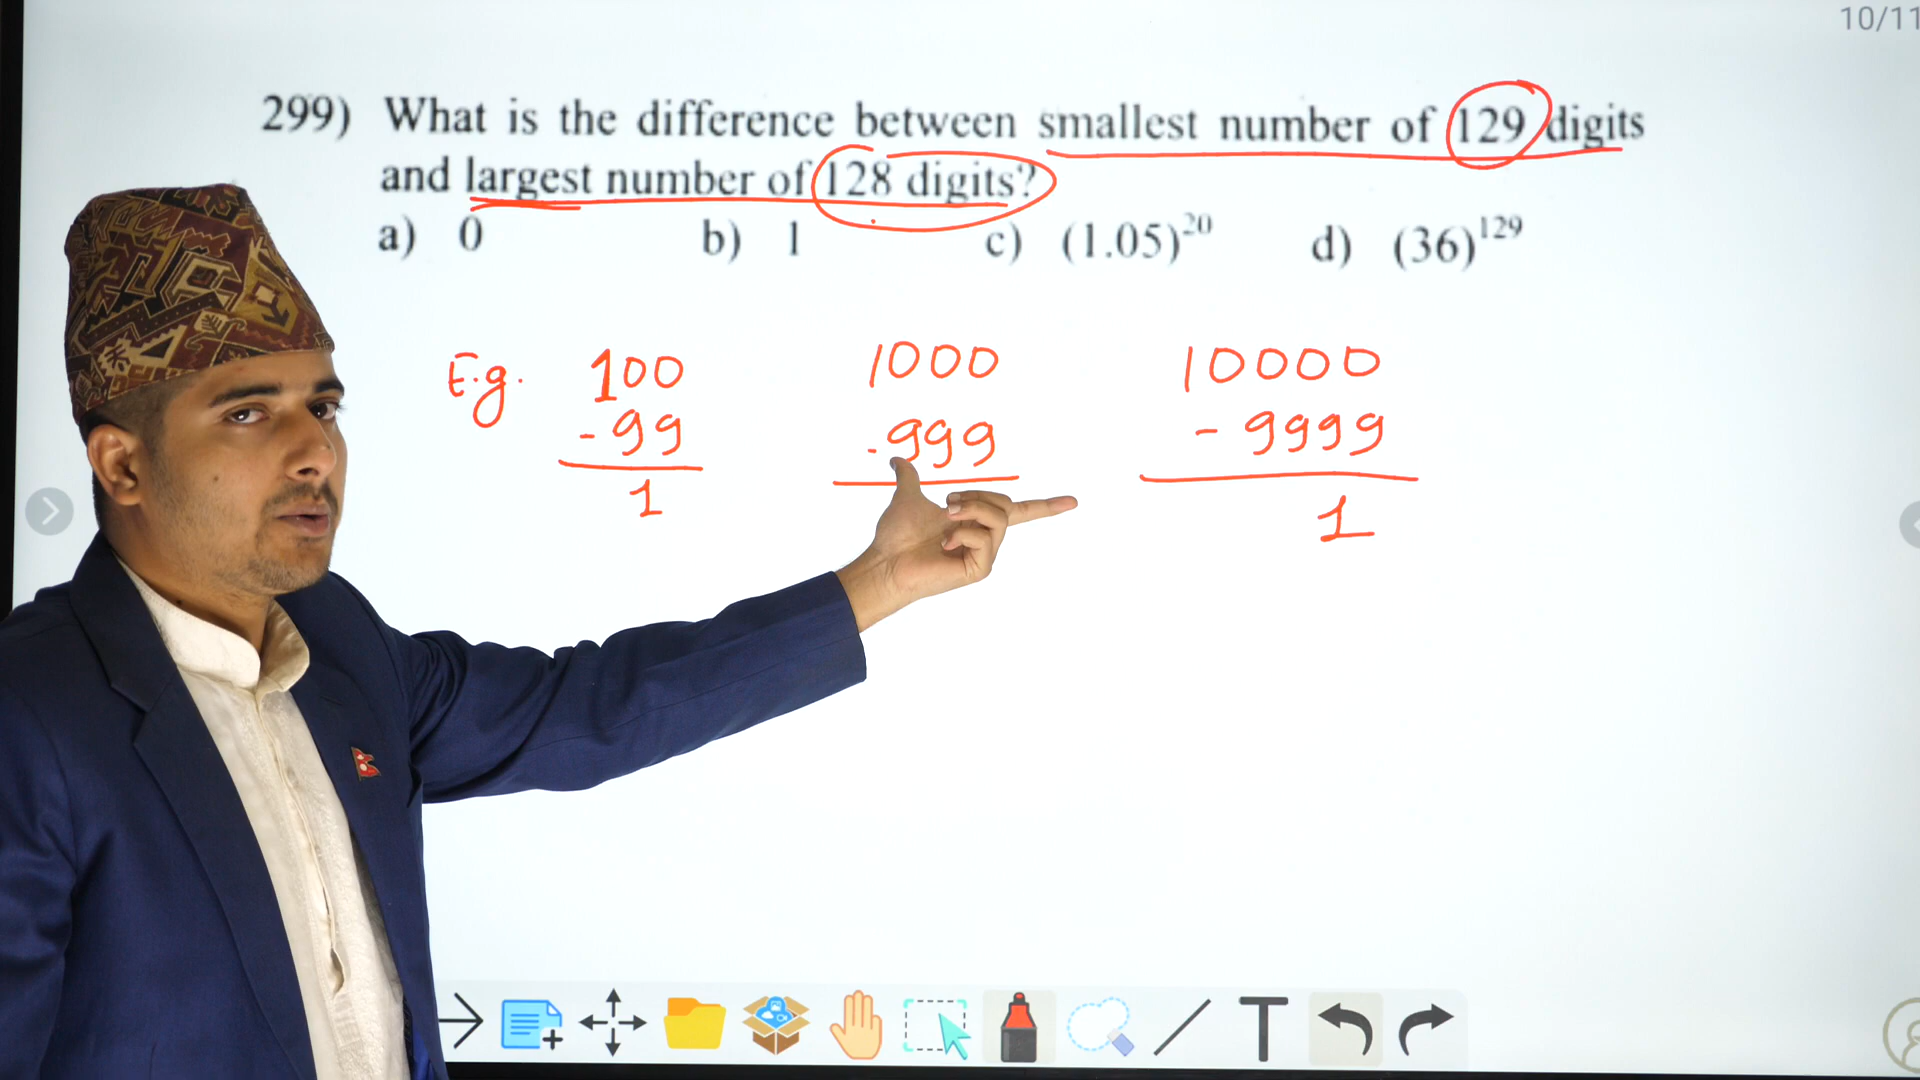 10/11
299) What is the difference between smallest number of 129 digits
and largest number of 128 digits?
a) 0 b) 1 c) (1.05)²⁰ d) (36)¹²⁹
E.g. 100 1000 10000
-99 -999 -9999
1 1
T